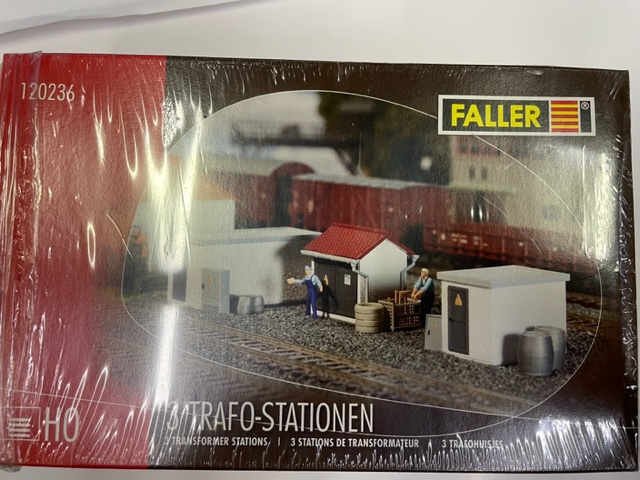 120236
FALLER ®
H0
3 TRAFO-STATIONEN
3 TRANSFORMER STATIONS | 3 STATIONS DE TRANSFORMATEUR | 3 TRAFOHUISJES